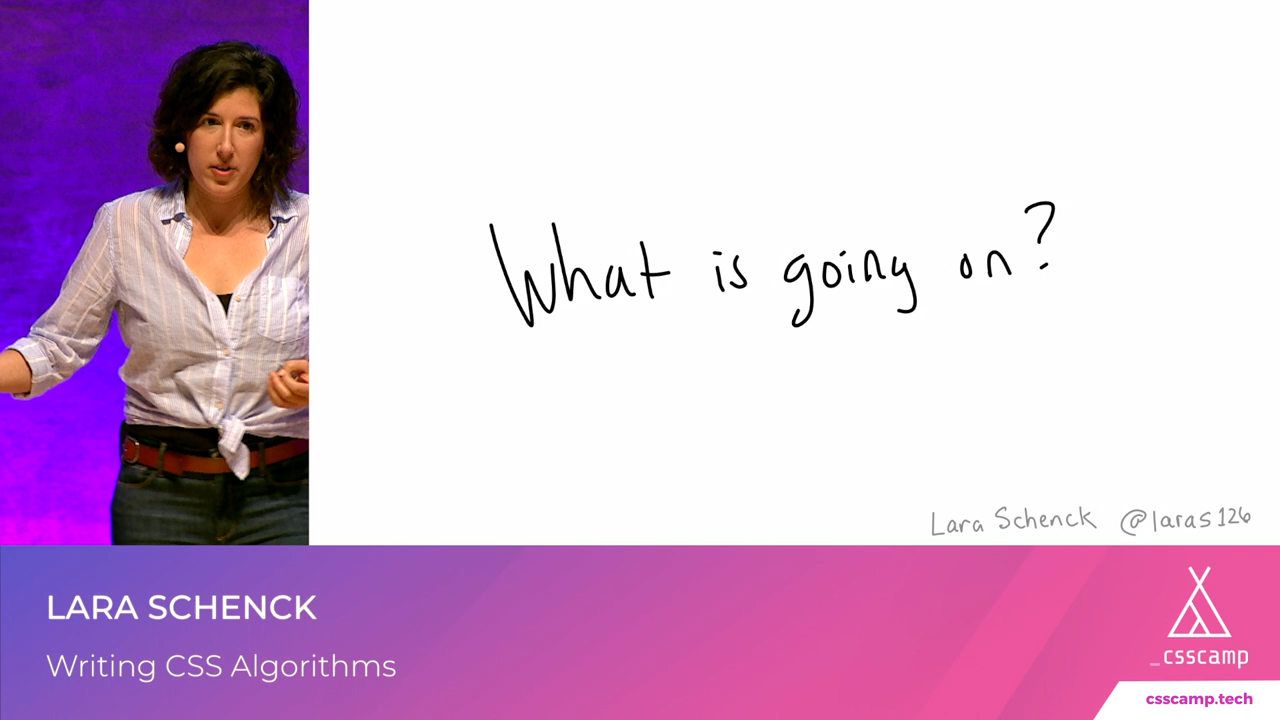 What is going on?
Lara Schenck @laras126
LARA SCHENCK
Writing CSS Algorithms
_csscamp
csscamp.tech